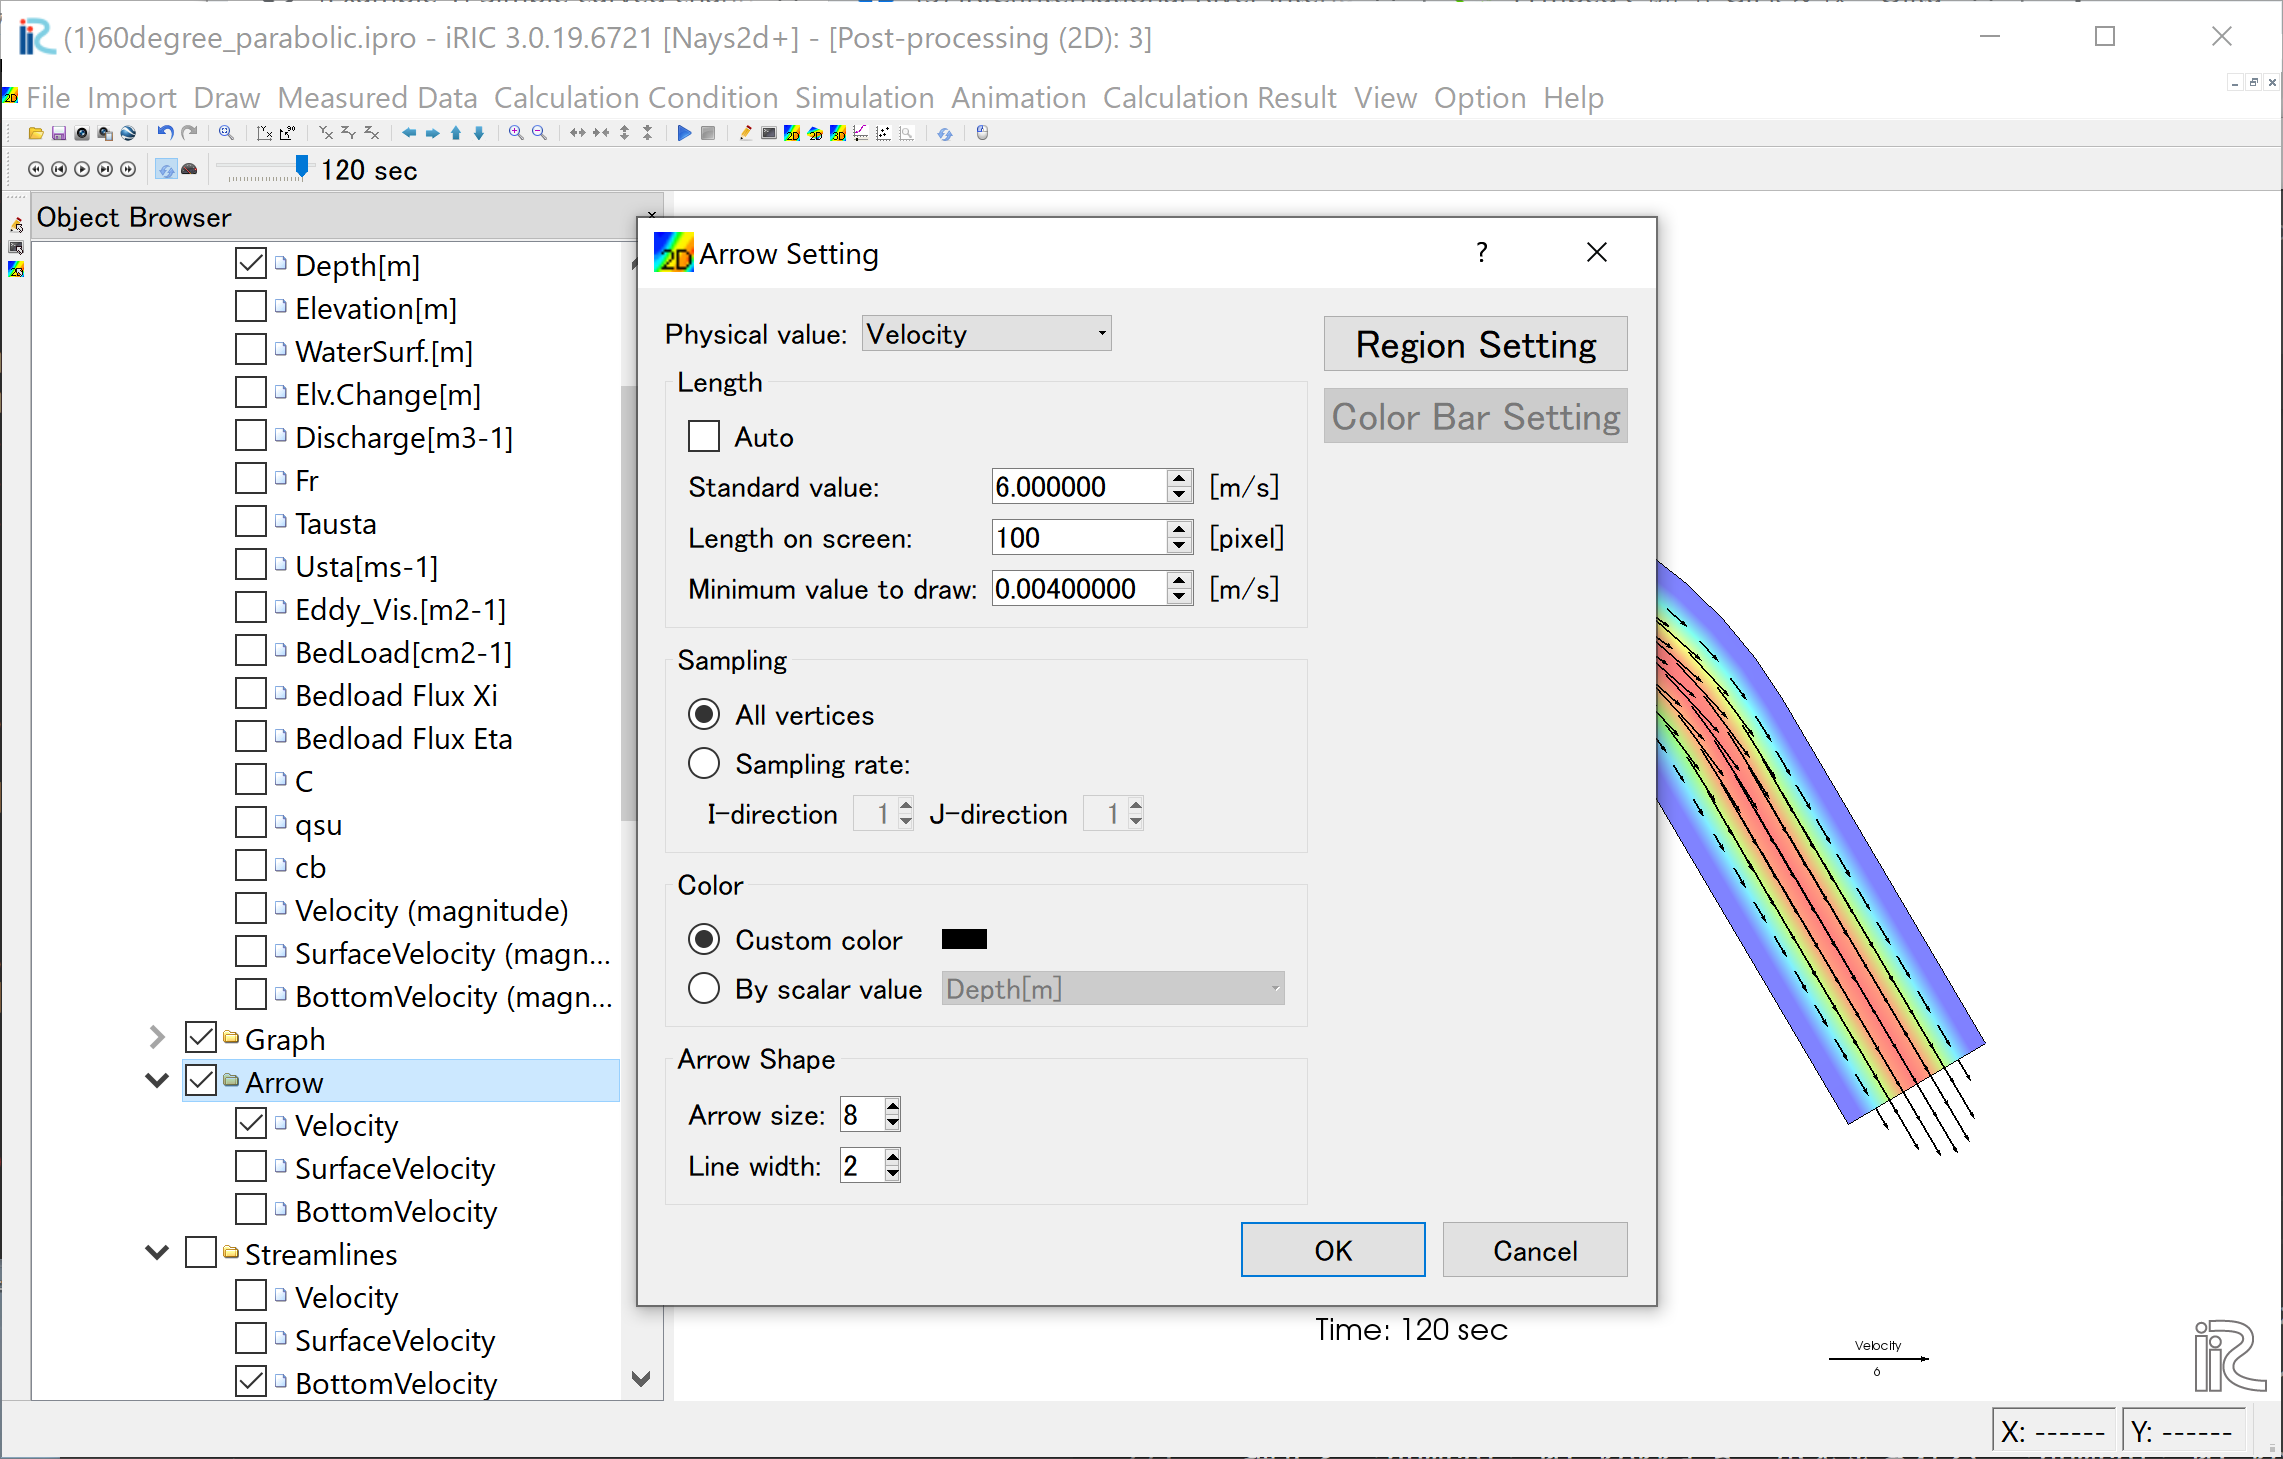 (1)60degree_parabolic.ipro - iRIC 3.0.19.6721 [Nays2d+] - [Post-processing (2D): 3]
File Import Draw Measured Data Calculation Condition Simulation Animation Calculation Result View Option Help
120 sec
Object Browser
Depth[m]
Elevation[m]
WaterSurf.[m]
Elv.Change[m]
Discharge[m3-1]
Fr
Tausta
Usta[ms-1]
Eddy_Vis.[m2-1]
BedLoad[cm2-1]
Bedload Flux Xi
Bedload Flux Eta
C
qsu
cb
Velocity (magnitude)
SurfaceVelocity (magn...
BottomVelocity (magn...
Graph
Arrow
Velocity
SurfaceVelocity
BottomVelocity
Streamlines
Velocity
SurfaceVelocity
BottomVelocity
2D Arrow Setting ?
Physical value: Velocity
Region Setting
Color Bar Setting
Length
Auto
Standard value: 6.000000 [m/s]
Length on screen: 100 [pixel]
Minimum value to draw: 0.00400000 [m/s]
Sampling
All vertices
Sampling rate:
I-direction 1 J-direction 1
Color
Custom color
By scalar value Depth[m]
Arrow Shape
Arrow size: 8
Line width: 2
OK Cancel
Time: 120 sec
Velocity
6
iRIC
X: ------ Y: ------